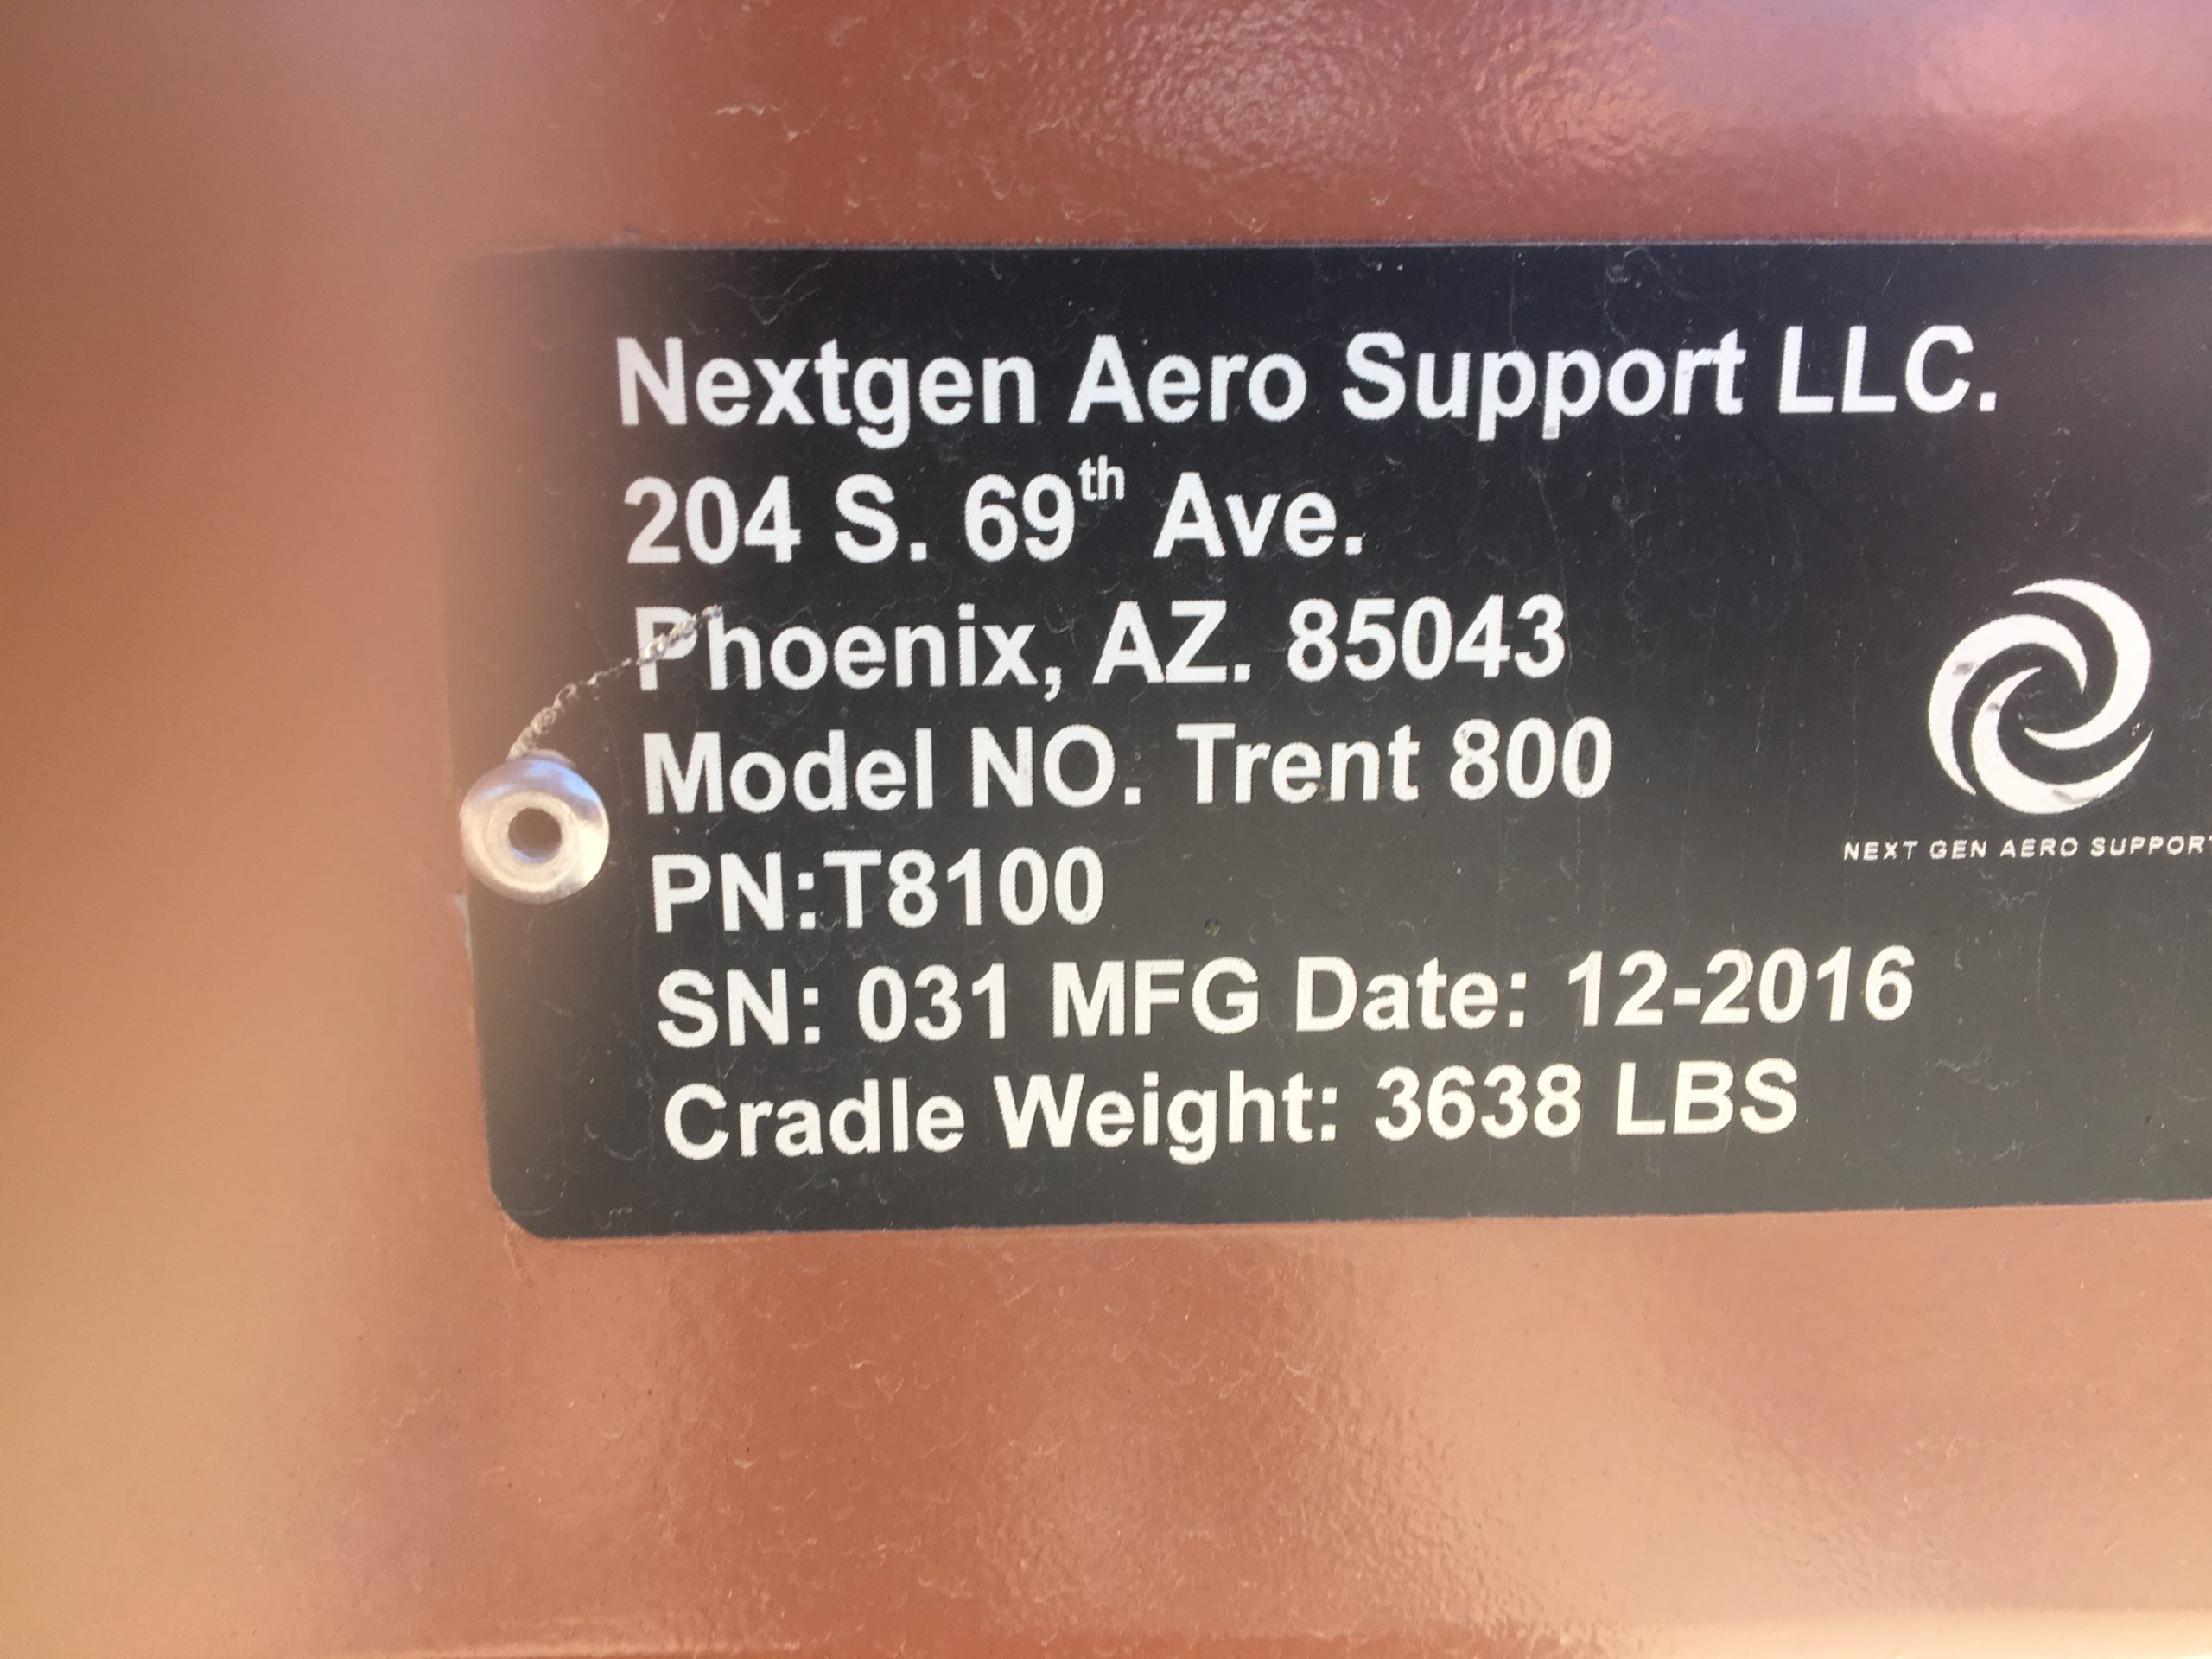 Nextgen Aero Support LLC.
204 S. 69th Ave.
Phoenix, AZ. 85043
Model NO. Trent 800
PN:T8100
SN: 031 MFG Date: 12-2016
Cradle Weight: 3638 LBS
NEXT GEN AERO SUPPORT